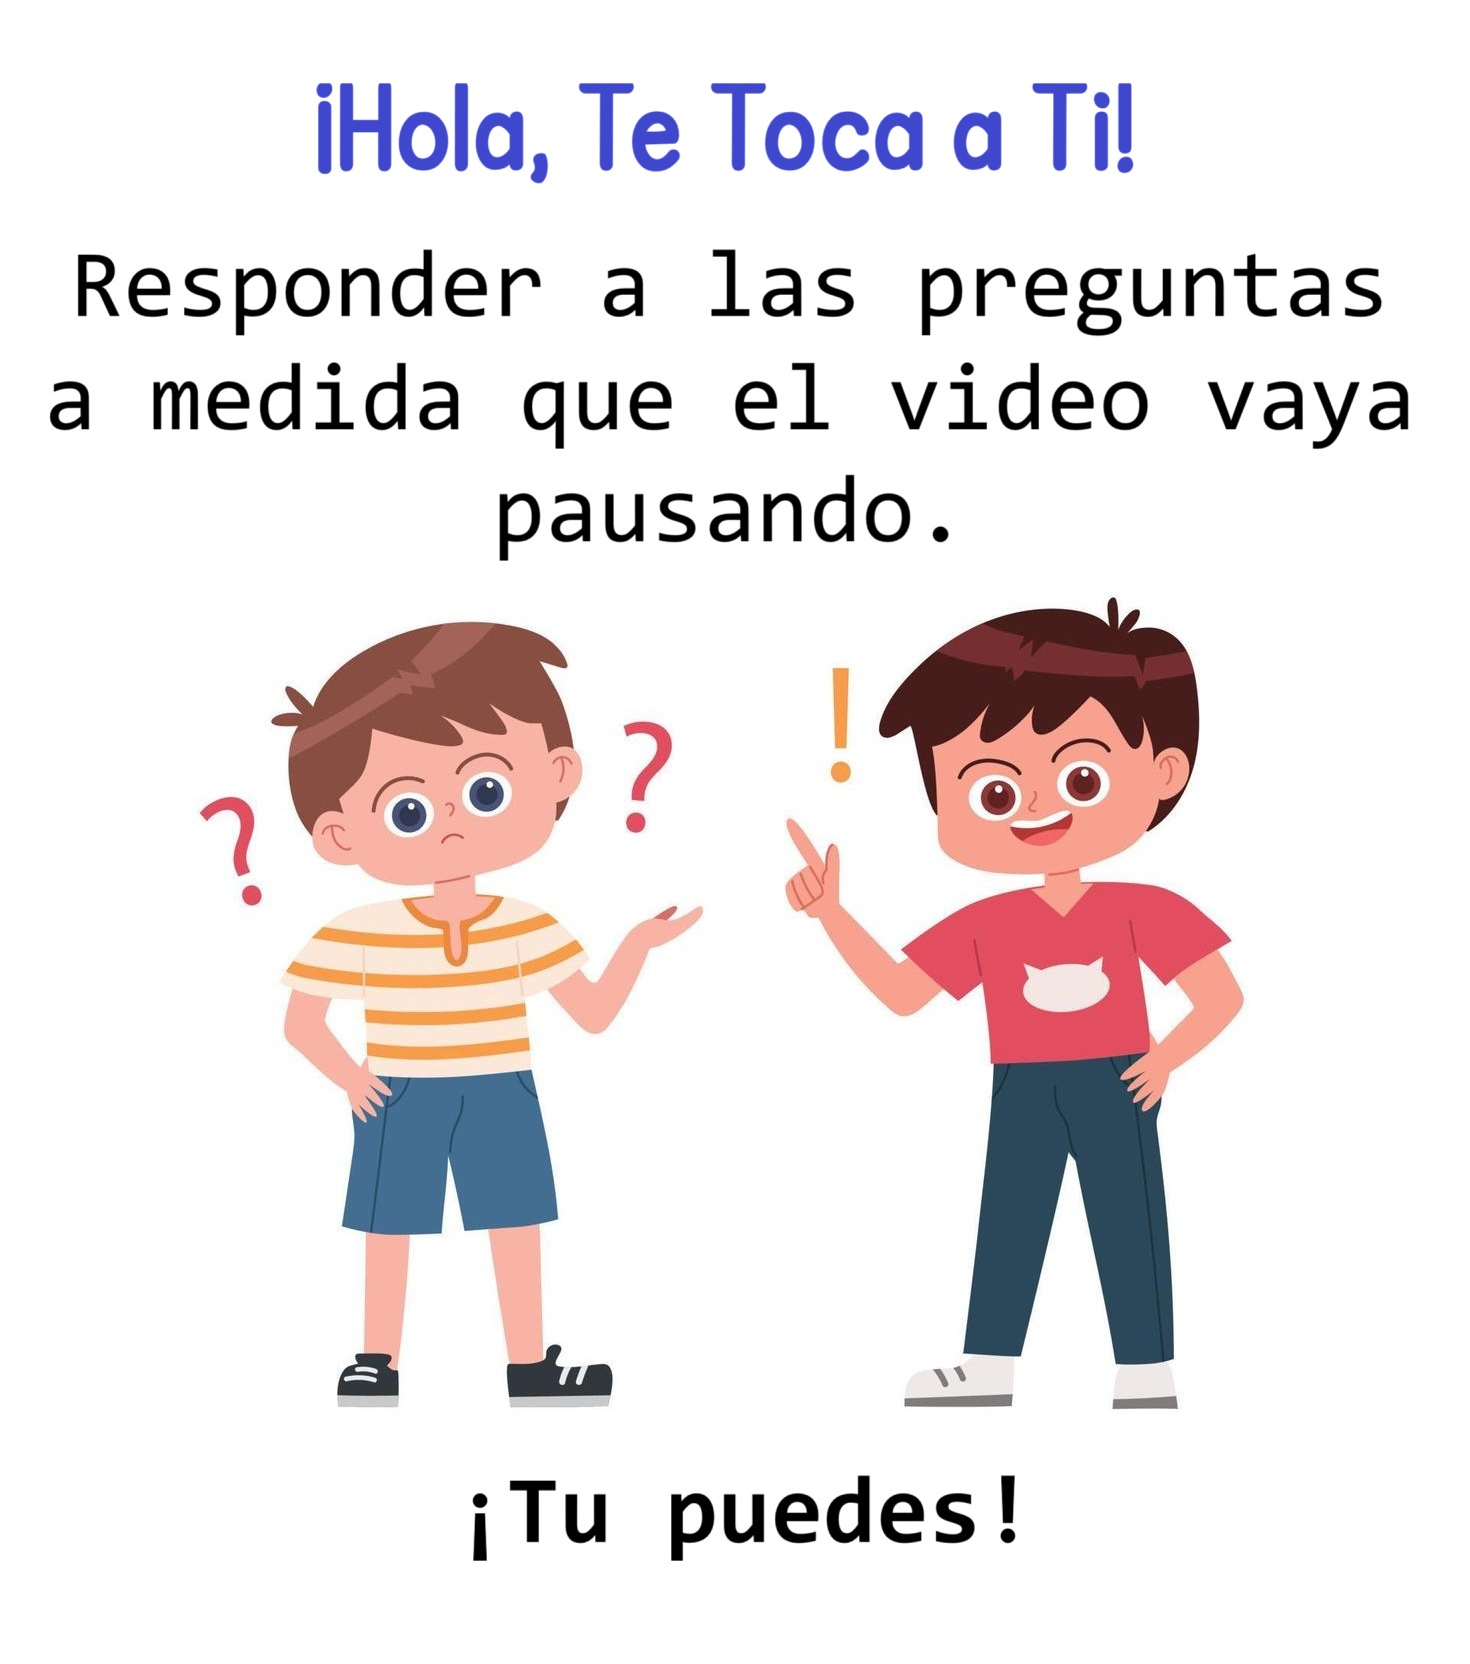 ¡Hola, Te Toca a Ti!
Responder a las preguntas
a medida que el video vaya
pausando.
? ? !
¡Tu puedes!